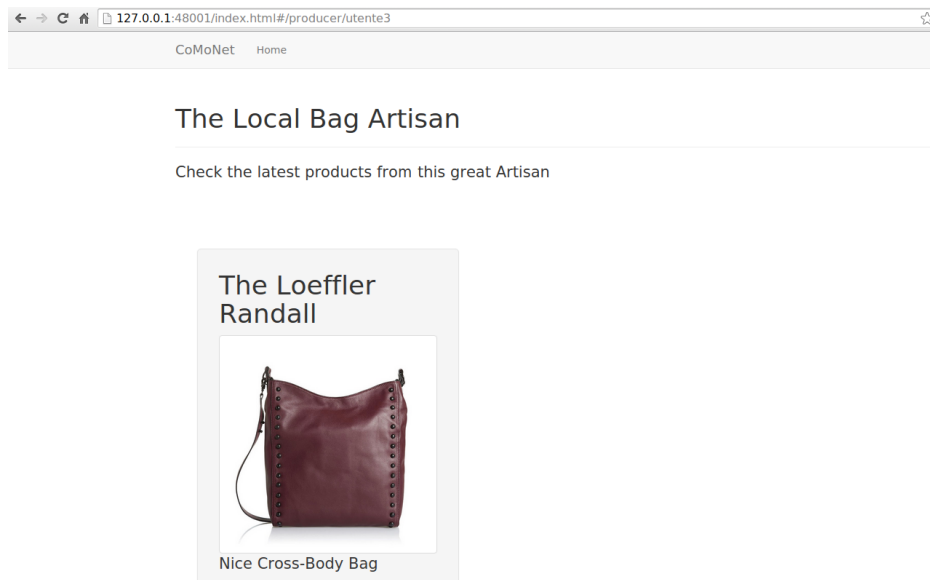 127.0.0.1:48001/index.html#/producer/utente3
CoMoNet Home
The Local Bag Artisan
Check the latest products from this great Artisan
The Loeffler
Randall
Nice Cross-Body Bag